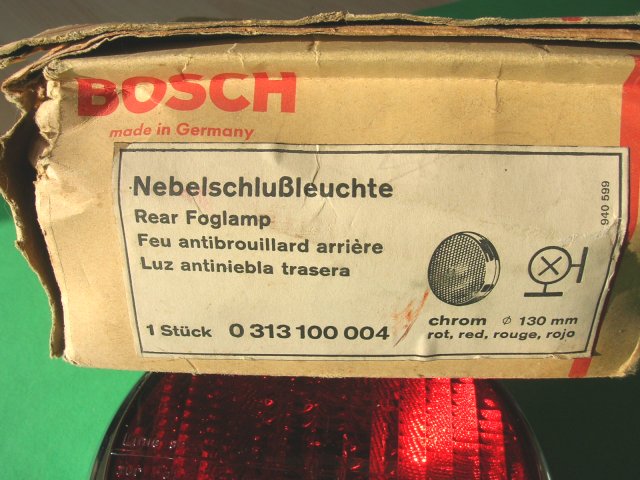 BOSCH
made in Germany
Nebelschlußleuchte
Rear Foglamp
Feu antibrouillard arrière
Luz antiniebla trasera
1 Stück 0 313 100 004
940 599
chrom ϕ 130 mm
rot, red, rouge, rojo